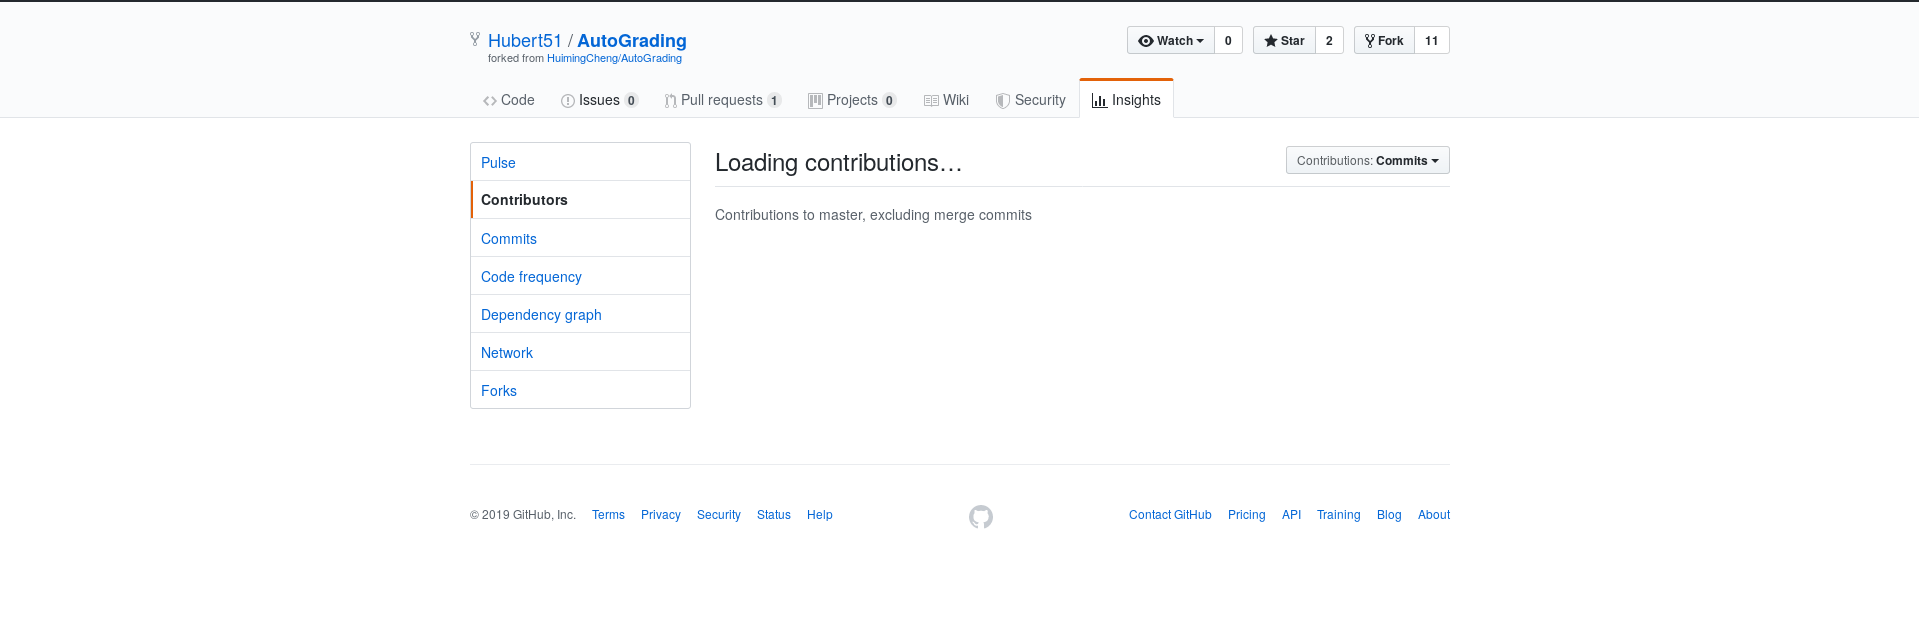 Hubert51 / AutoGrading
forked from HuimingCheng/AutoGrading
Watch 0 Star 2 Fork 11
Code Issues 0 Pull requests 1 Projects 0 Wiki Security Insights
Pulse
Contributors
Commits
Code frequency
Dependency graph
Network
Forks
Loading contributions…
Contributions: Commits
Contributions to master, excluding merge commits
© 2019 GitHub, Inc. Terms Privacy Security Status Help Contact GitHub Pricing API Training Blog About